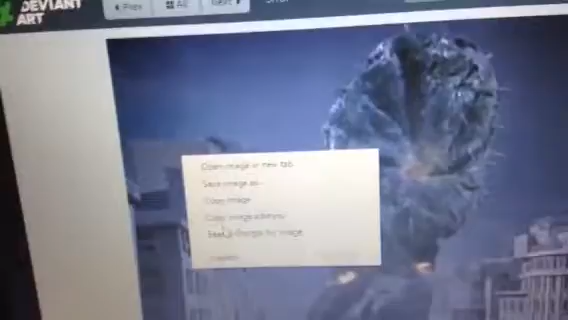 DEVIANT
ART
Prev
All
Next
Open image in new tab
Save image as...
Copy image
Copy image address
Search Google for image